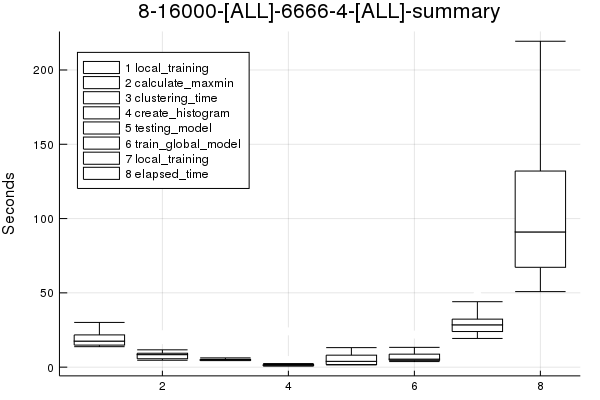 8-16000-[ALL]-6666-4-[ALL]-summary
200
150
100
50
0
Seconds
1 local_training
2 calculate_maxmin
3 clustering_time
4 create_histogram
5 testing_model
6 train_global_model
7 local_training
8 elapsed_time
2 4 6 8